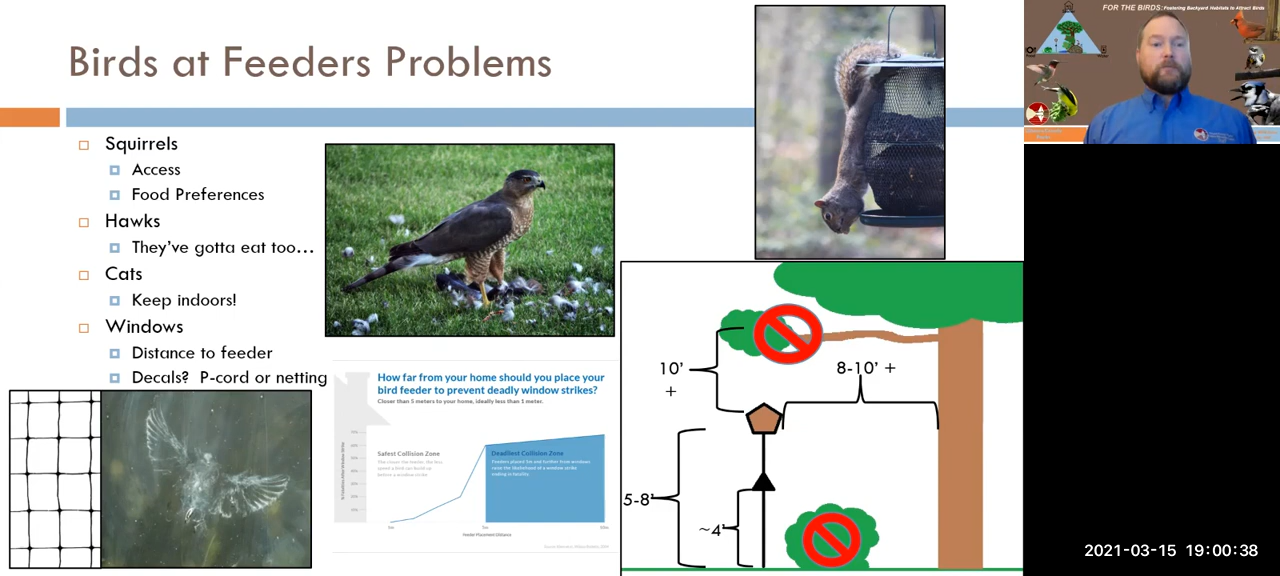 Birds at Feeders Problems
Squirrels
Access
Food Preferences
Hawks
They've gotta eat too...
Cats
Keep indoors!
Windows
Distance to feeder
Decals? P-cord or netting
How far from your home should you place your
bird feeder to prevent deadly window strikes?
Closer than 5 meters to your home, ideally less than 1 meter.
Safest Collision Zone
Deadliest Collision Zone
Feeder Placement Distance
10'
+
8-10' +
5-8'
~4'
FOR THE BIRDS: Fostering Backyard Habitats to Attract Birds
2021-03-15 19:00:38